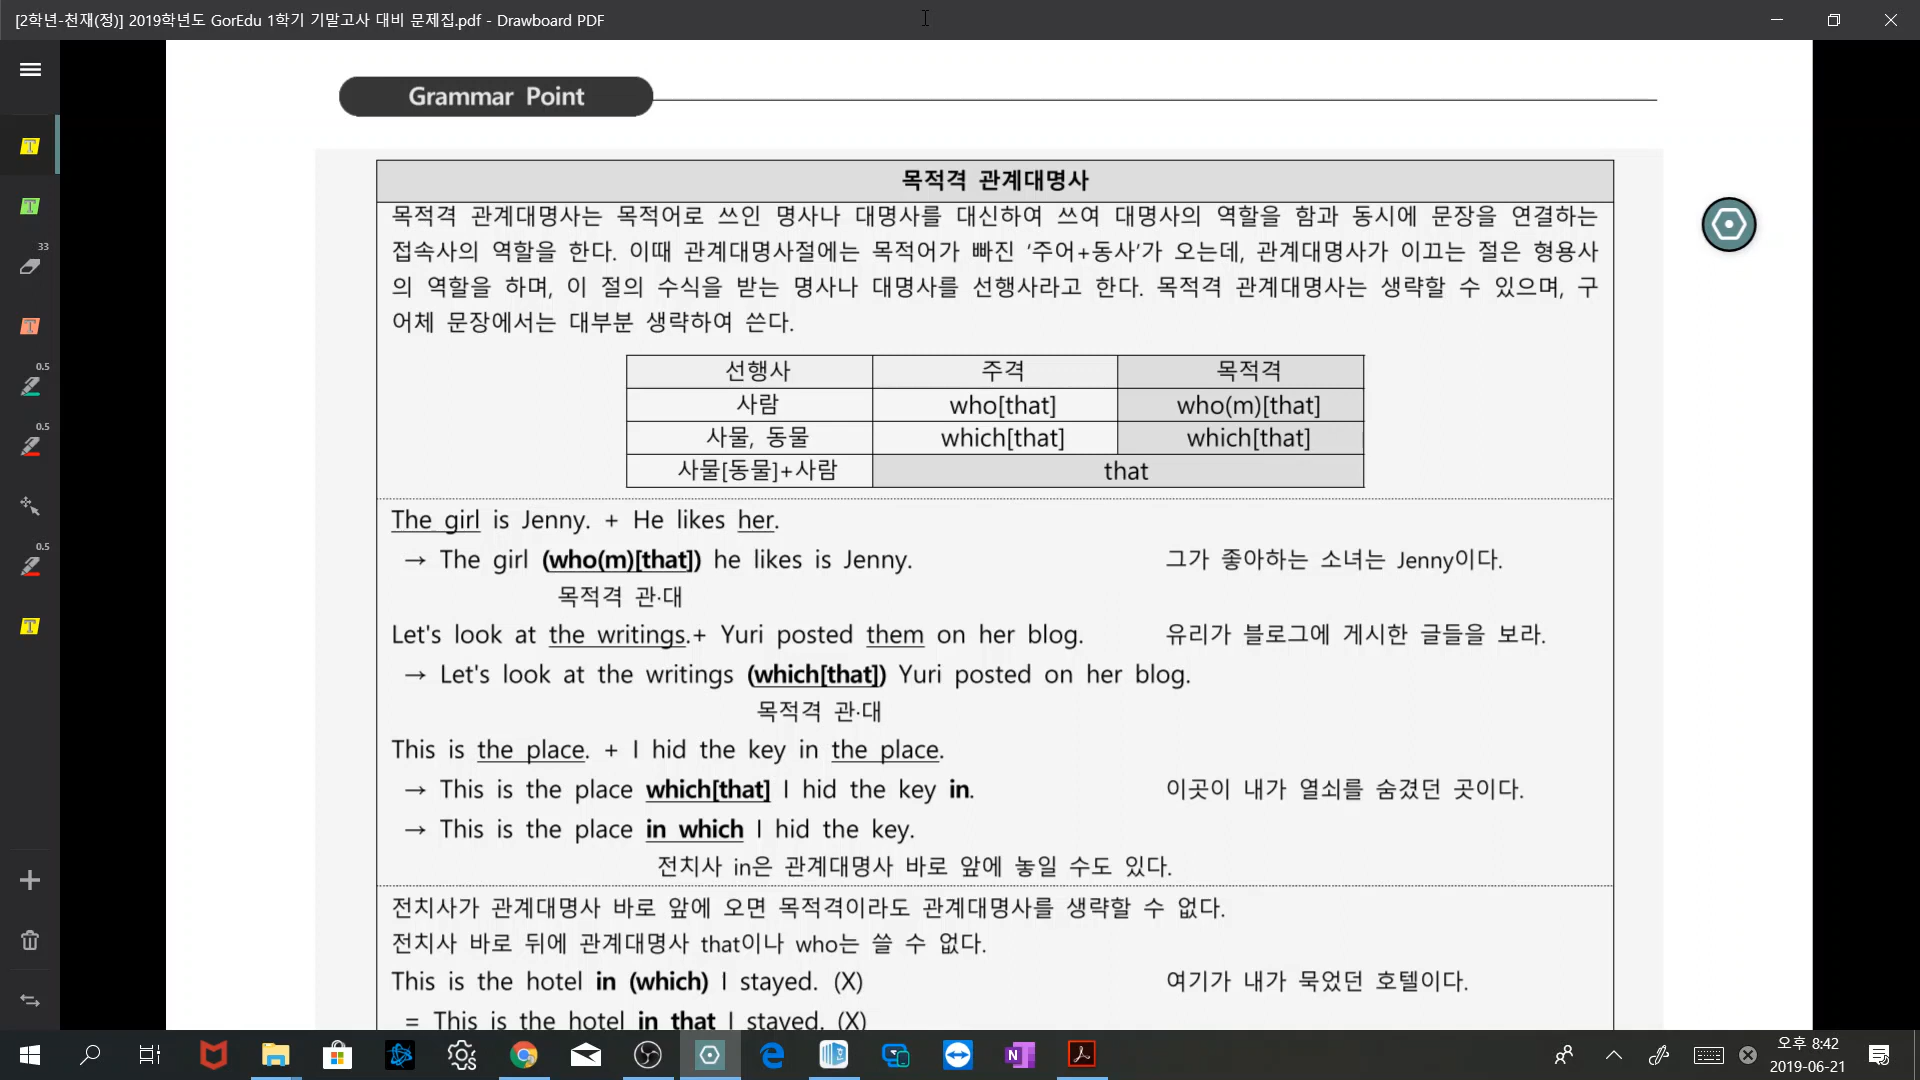 [2학년-천재(정)] 2019학년도 GorEdu 1학기 기말고사 대비 문제집.pdf - Drawboard PDF
Grammar Point
목적격 관계대명사
목적격 관계대명사는 목적어로 쓰인 명사나 대명사를 대신하여 쓰여 대명사의 역할을 함과 동시에 문장을 연결하는
접속사의 역할을 한다. 이때 관계대명사절에는 목적어가 빠진 '주어+동사'가 오는데, 관계대명사가 이끄는 절은 형용사
의 역할을 하며, 이 절의 수식을 받는 명사나 대명사를 선행사라고 한다. 목적격 관계대명사는 생략할 수 있으며, 구
어체 문장에서는 대부분 생략하여 쓴다.
선행사 주격 목적격
사람 who[that] who(m)[that]
사물, 동물 which[that] which[that]
사물[동물]+사람 that
The girl is Jenny. + He likes her.
→ The girl (who(m)[that]) he likes is Jenny. 그가 좋아하는 소녀는 Jenny이다.
목적격 관·대
Let's look at the writings.+ Yuri posted them on her blog. 유리가 블로그에 게시한 글들을 보라.
→ Let's look at the writings (which[that]) Yuri posted on her blog.
목적격 관·대
This is the place. + I hid the key in the place.
→ This is the place which[that] I hid the key in. 이곳이 내가 열쇠를 숨겼던 곳이다.
→ This is the place in which I hid the key.
전치사 in은 관계대명사 바로 앞에 놓일 수도 있다.
전치사가 관계대명사 바로 앞에 오면 목적격이라도 관계대명사를 생략할 수 없다.
전치사 바로 뒤에 관계대명사 that이나 who는 쓸 수 없다.
This is the hotel in (which) I stayed. (X) 여기가 내가 묵었던 호텔이다.
= This is the hotel in that I stayed. (X)
33
0.5
0.5
0.5
오후 8:42
2019-06-21